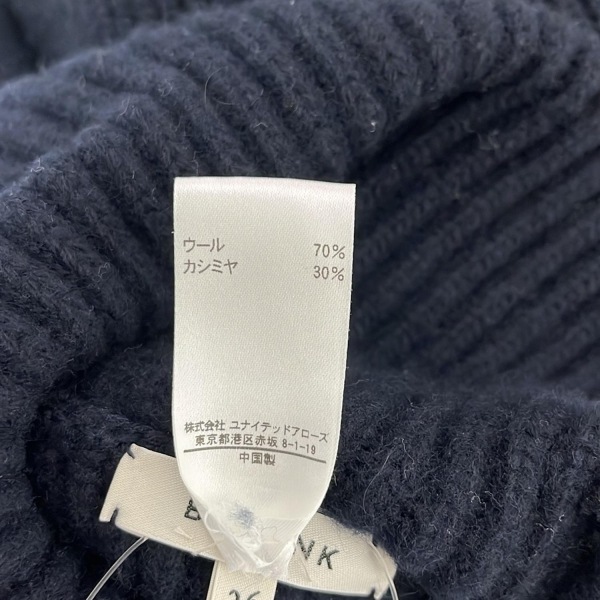 ウール 70%
カシミヤ 30%
株式会社 ユナイテッドアローズ
東京都港区赤坂 8-1-19
中国製